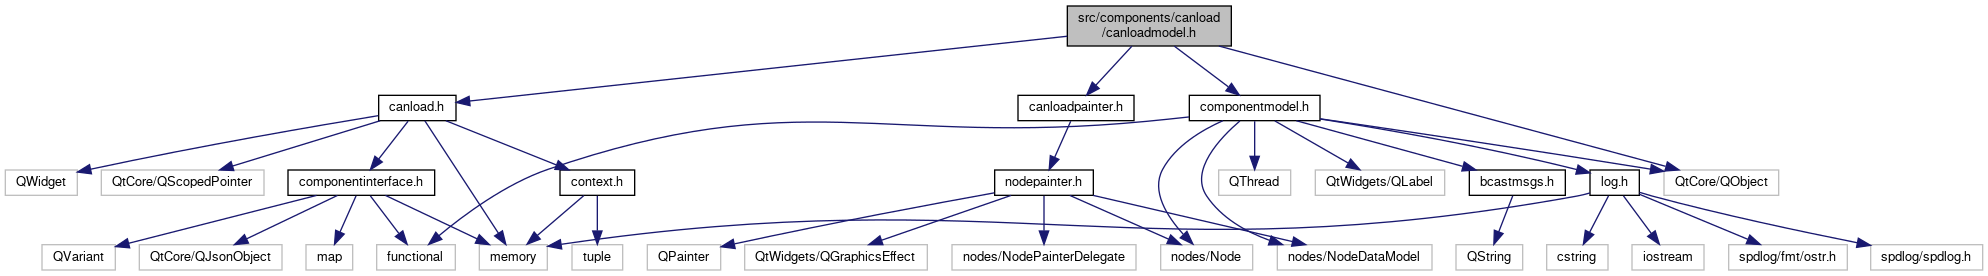 src/components/canload
/canloadmodel.h
canload.h
canloadpainter.h
componentmodel.h
QWidget
QtCore/QScopedPointer
componentinterface.h
context.h
nodepainter.h
QThread
QtWidgets/QLabel
bcastmsgs.h
log.h
QtCore/QObject
QVariant
QtCore/QJsonObject
map
functional
memory
tuple
QPainter
QtWidgets/QGraphicsEffect
nodes/NodePainterDelegate
nodes/Node
nodes/NodeDataModel
QString
cstring
iostream
spdlog/fmt/ostr.h
spdlog/spdlog.h